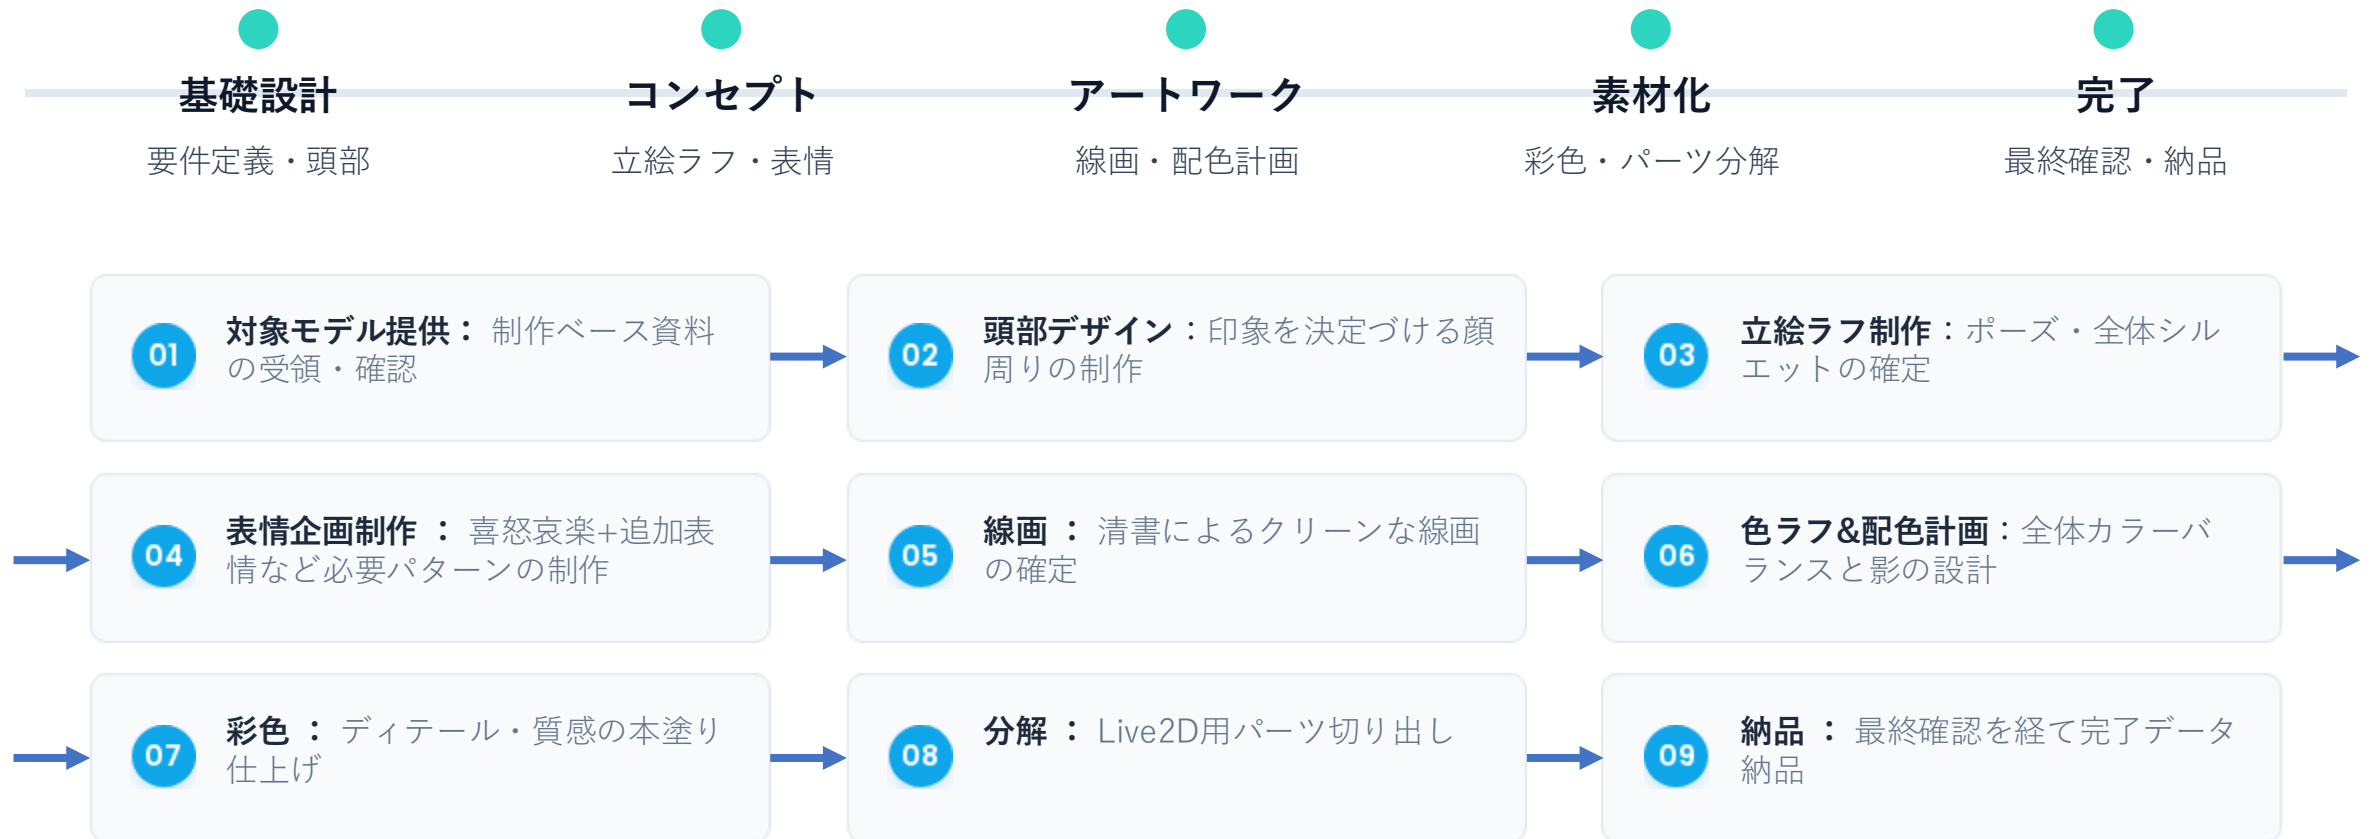 基礎設計
コンセプト
アートワーク
素材化
完了
要件定義・頭部
立絵ラフ・表情
線画・配色計画
彩色・パーツ分解
最終確認・納品
01
対象モデル提供： 制作ベース資料
の受領・確認
02
頭部デザイン：印象を決定づける顔
周りの制作
03
立絵ラフ制作：ポーズ・全体シル
エットの確定
04
表情企画制作 ： 喜怒哀楽+追加表
情など必要パターンの制作
05
線画 ： 清書によるクリーンな線画
の確定
06
色ラフ&配色計画：全体カラーバ
ランスと影の設計
07
彩色 ： ディテール・質感の本塗り
仕上げ
08
分解 ： Live2D用パーツ切り出し
09
納品 ： 最終確認を経て完了データ
納品